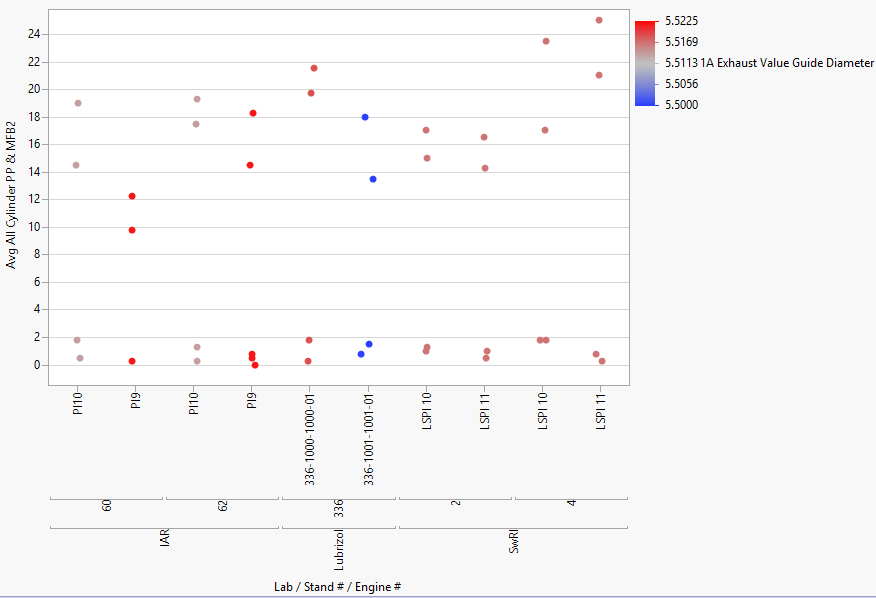 24
22
20
18
16
14
12
10
8
6
4
2
0
Avg All Cylinder PP & MFB2
5.5225
5.5169
5.5113 1A Exhaust Value Guide Diameter
5.5056
5.5000
PI10
PI9
PI10
PI9
336-1000-1000-01
336-1001-1001-01
LSPI 10
LSPI 11
LSPI 10
LSPI 11
60
62
336
2
4
IAR
Lubrizol
SwRI
Lab / Stand # / Engine #